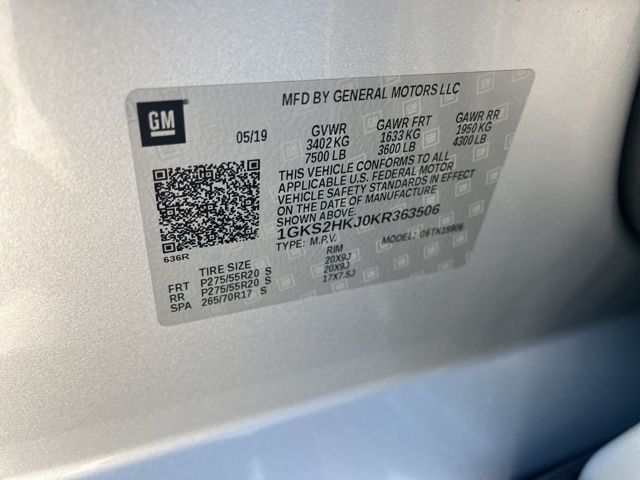 MFD BY GENERAL MOTORS LLC
GM
05/19 GVWR GAWR FRT GAWR RR
3402 KG 1633 KG 1950 KG
7500 LB 3600 LB 4300 LB
THIS VEHICLE CONFORMS TO ALL
APPLICABLE U.S. FEDERAL MOTOR
VEHICLE SAFETY STANDARDS IN EFFECT
ON THE DATE OF MANUFACTURE
SHOWN ABOVE.
1GKS2HKJ0KR363506
TYPE: M.P.V. MODEL: 06TK15906
636R
TIRE SIZE RIM
FRT P275/55R20 S 20X9J
RR P275/55R20 S 20X9J
SPA 265/70R17 S 17X7.5J